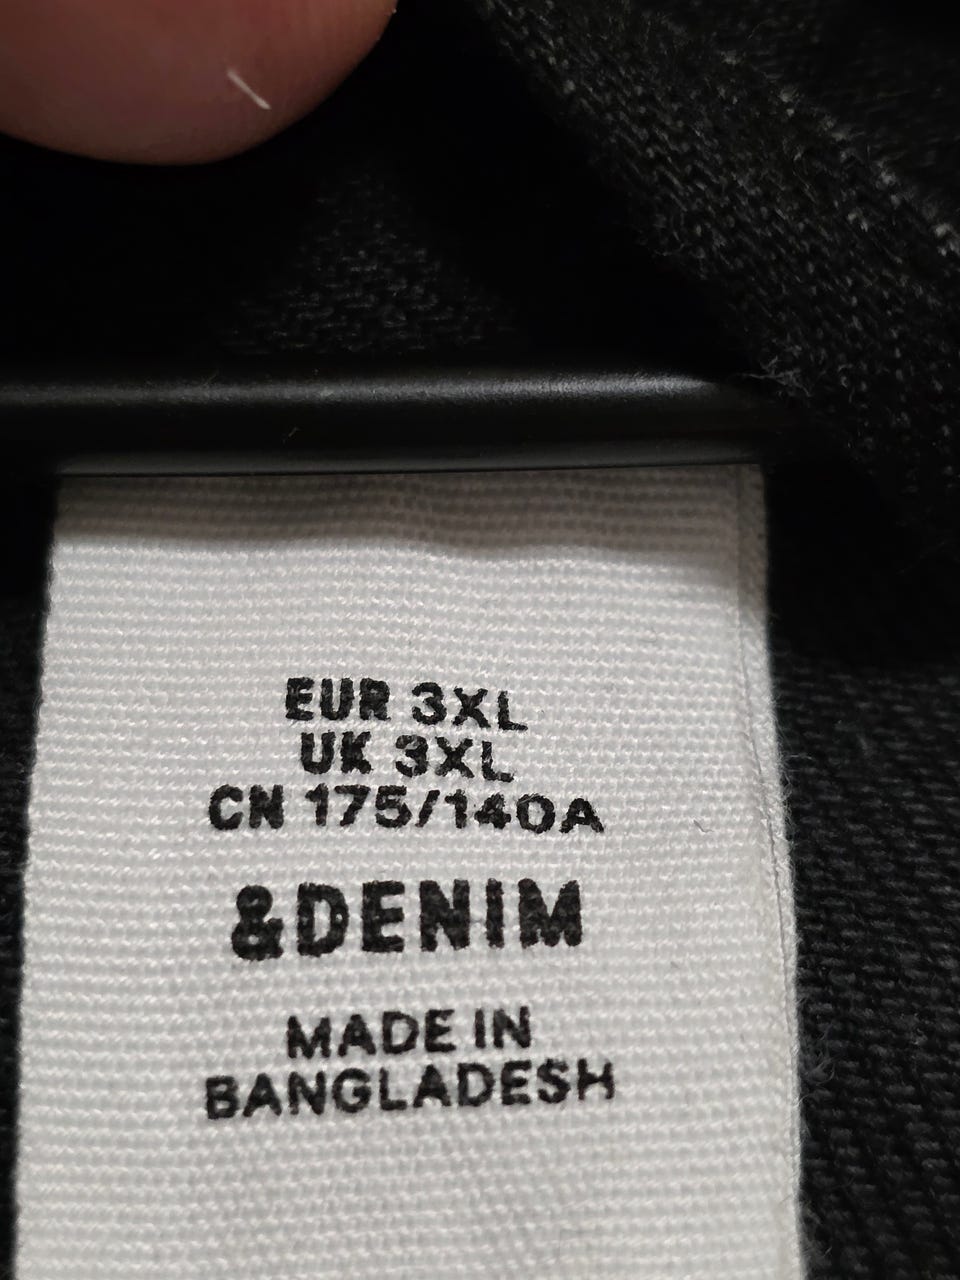 EUR 3XL
UK 3XL
CN 175/140A
&DENIM
MADE IN
BANGLADESH